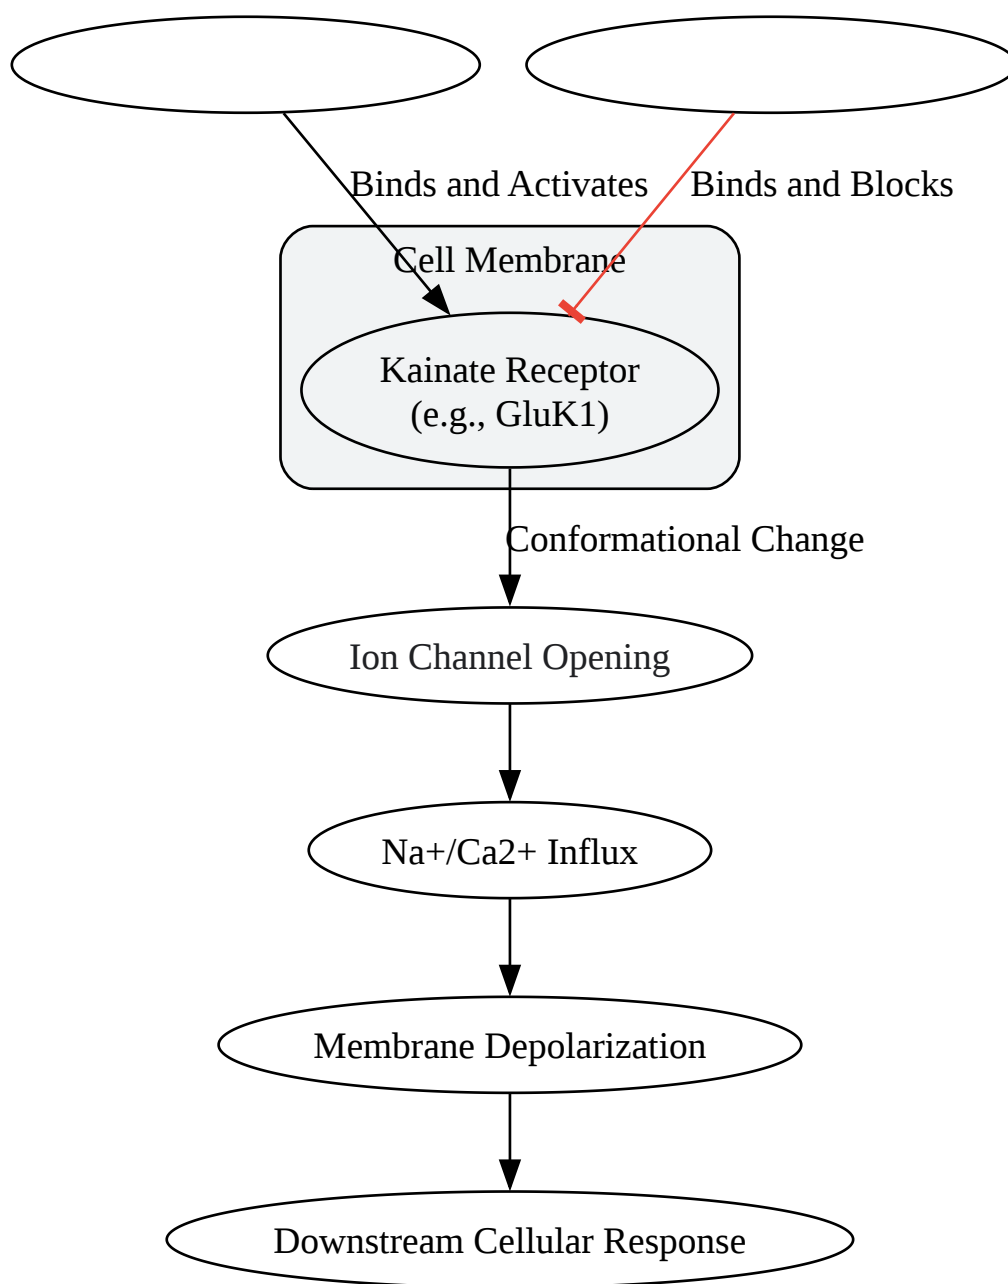 Binds and Activates
Binds and Blocks
Cell Membrane
Kainate Receptor
(e.g., GluK1)
Conformational Change
Ion Channel Opening
Na+/Ca2+ Influx
Membrane Depolarization
Downstream Cellular Response